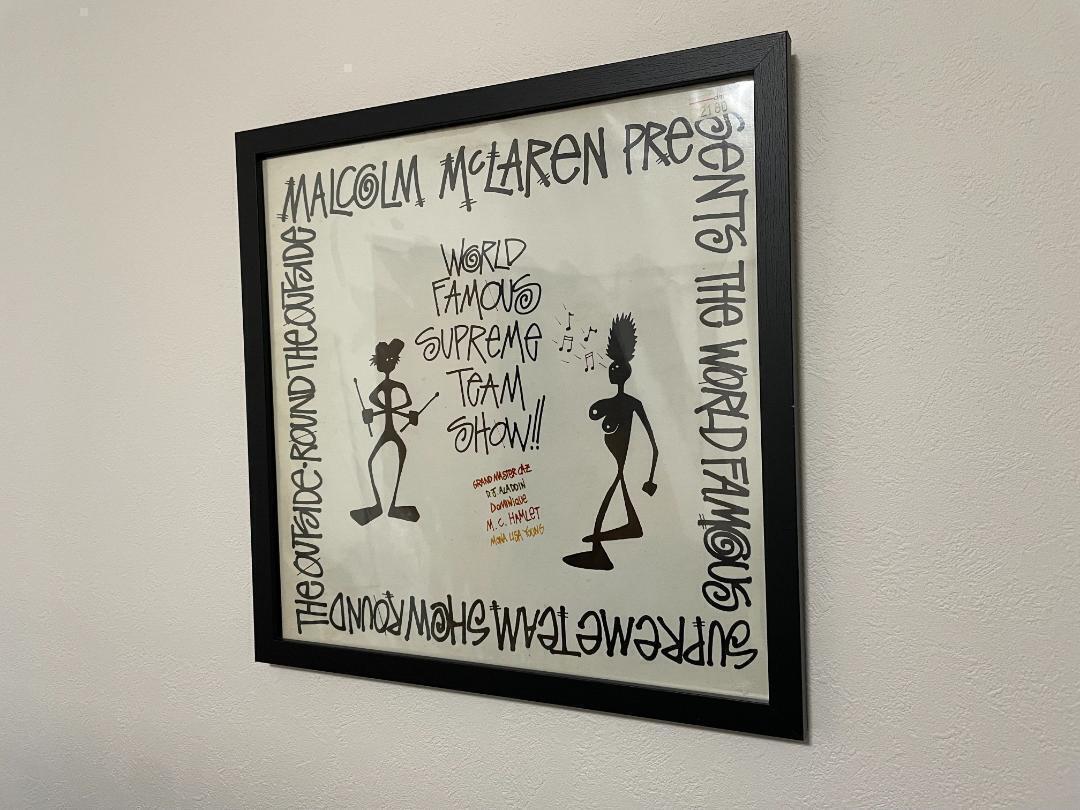 MALCOLM McLAREN PRESENTS THE WORLD FAMOUS SUPREME TEAM SHOW ROUND THE OUTSIDE·ROUND THE OUTSIDE
WORLD
FAMOUS
SUPREME
TEAM
SHOW!!
GRAND MASTER CAZ
D.J. ALADDIN
DOMINIQUE
M.C. HAMLET
MONA LISA YOUNG
2180